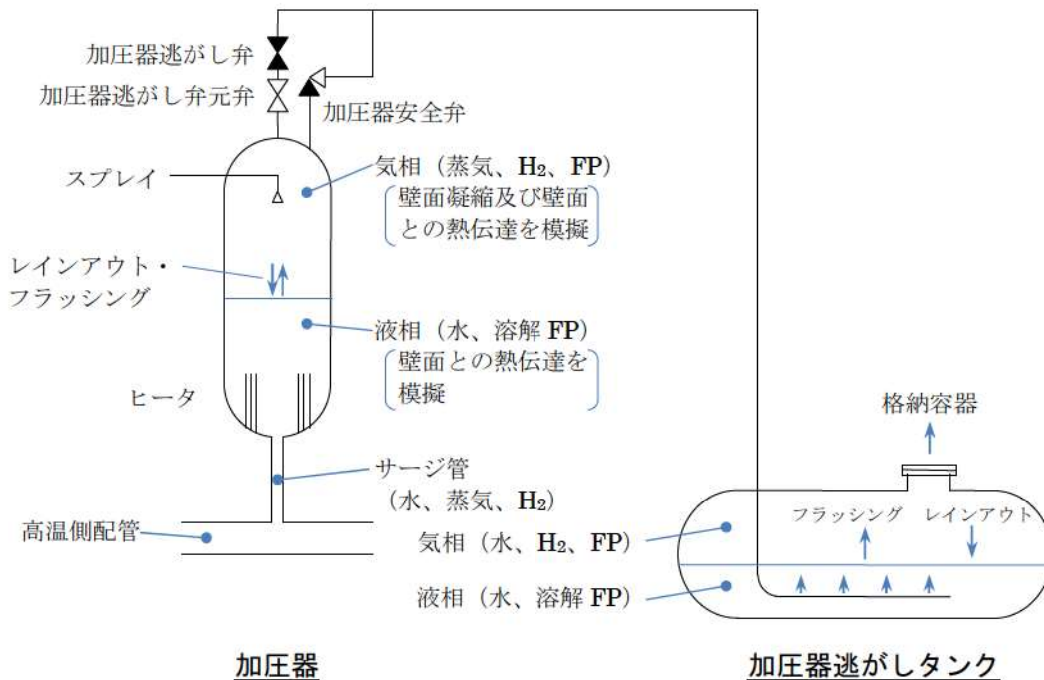 加圧器逃がし弁
加圧器逃がし弁元弁
加圧器安全弁
スプレイ
気相（蒸気、H₂、FP）
壁面凝縮及び壁面
との熱伝達を模擬
レインアウト・
フラッシング
液相（水、溶解 FP）
壁面との熱伝達を
模擬
ヒータ
サージ管
（水、蒸気、H₂）
高温側配管
加圧器
格納容器
フラッシング
レインアウト
気相（水、H₂、FP）
液相（水、溶解 FP）
加圧器逃がしタンク